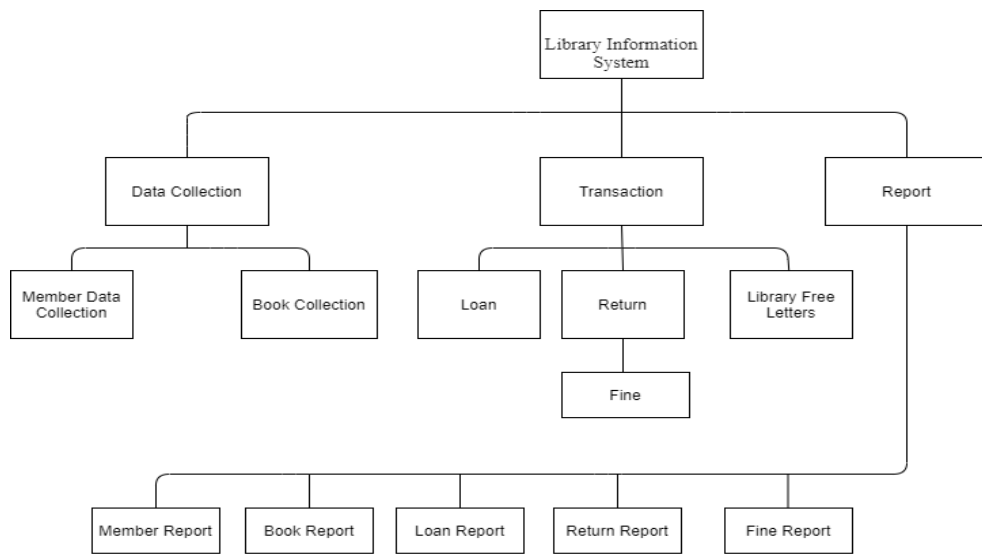 Library Information
System
Data Collection
Transaction
Report
Member Data
Collection
Book Collection
Loan
Return
Library Free
Letters
Fine
Member Report
Book Report
Loan Report
Return Report
Fine Report